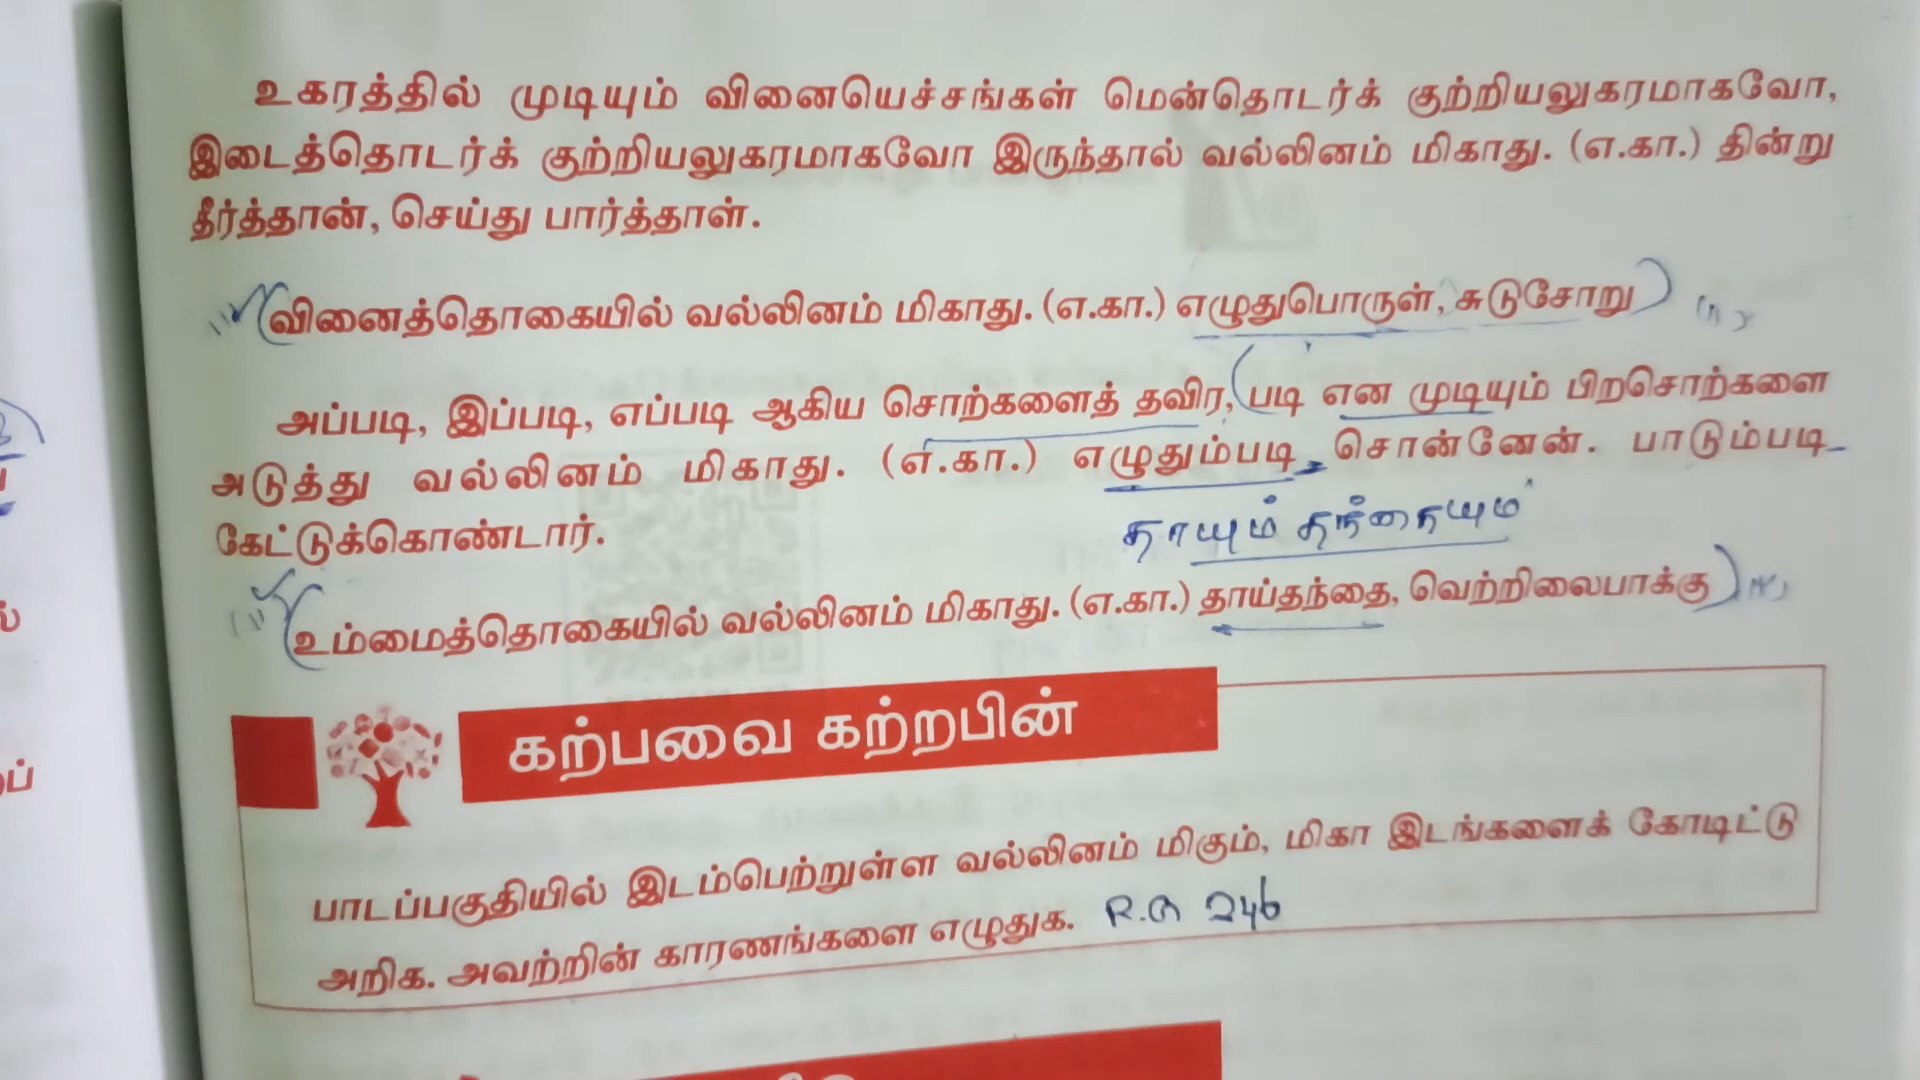 உகரத்தில் முடியும் வினையெச்சங்கள் மென்தொடர்க் குற்றியலுகரமாகவோ,
இடைத்தொடர்க் குற்றியலுகரமாகவோ இருந்தால் வல்லினம் மிகாது. (எ.கா.) தின்று
தீர்த்தான், செய்து பார்த்தாள்.
வினைத்தொகையில் வல்லினம் மிகாது. (எ.கா.) எழுதுபொருள், சுடுசோறு
அப்படி, இப்படி, எப்படி ஆகிய சொற்களைத் தவிர, படி என முடியும் பிறசொற்களை
அடுத்து வல்லினம் மிகாது. (எ.கா.) எழுதும்படி சொன்னேன். பாடும்படி
கேட்டுக்கொண்டார்.
தாயும் தந்தையும்
உம்மைத்தொகையில் வல்லினம் மிகாது. (எ.கா.) தாய்தந்தை, வெற்றிலைபாக்கு
கற்பவை கற்றபின்
பாடப்பகுதியில் இடம்பெற்றுள்ள வல்லினம் மிகும், மிகா இடங்களைக் கோடிட்டு
அறிக. அவற்றின் காரணங்களை எழுதுக. 246